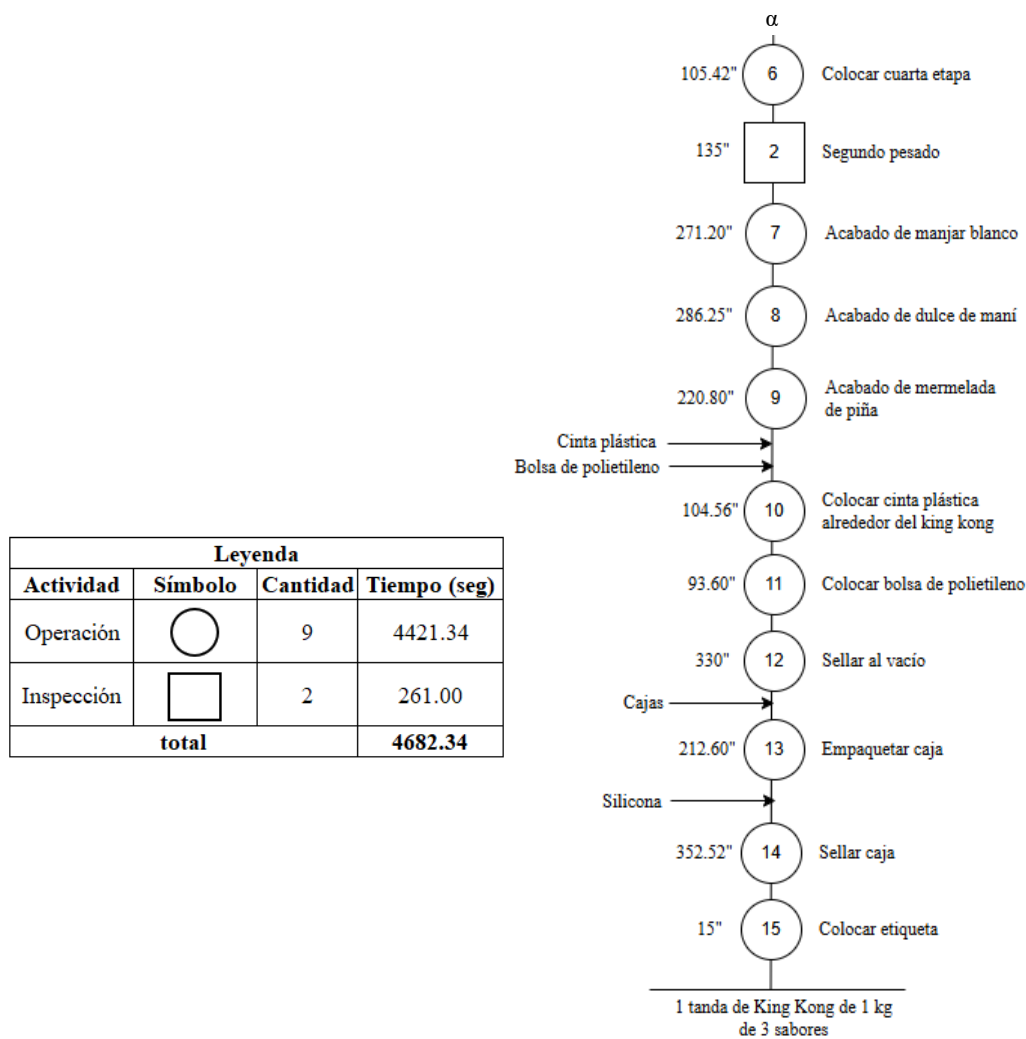 α
105.42" 6 Colocar cuarta etapa
135" 2 Segundo pesado
271.20" 7 Acabado de manjar blanco
286.25" 8 Acabado de dulce de maní
220.80" 9 Acabado de mermelada
de piña
Cinta plástica
Bolsa de polietileno
104.56" 10 Colocar cinta plástica
alrededor del king kong
93.60" 11 Colocar bolsa de polietileno
330" 12 Sellar al vacío
Cajas
212.60" 13 Empaquetar caja
Silicona
352.52" 14 Sellar caja
15" 15 Colocar etiqueta
1 tanda de King Kong de 1 kg
de 3 sabores
Leyenda
Actividad Símbolo Cantidad Tiempo (seg)
Operación 9 4421.34
Inspección 2 261.00
total 4682.34